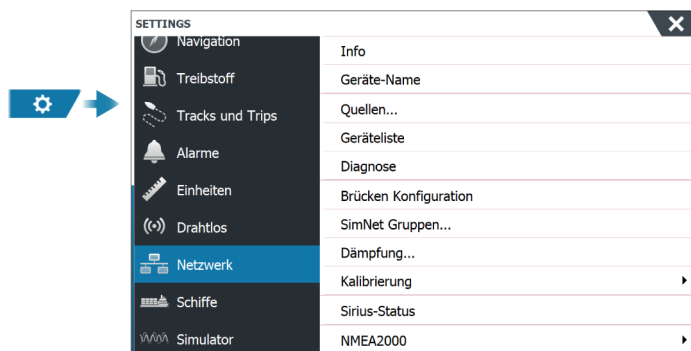 SETTINGS
Navigation
Treibstoff
Tracks und Trips
Alarme
Einheiten
Drahtlos
Netzwerk
Schiffe
Simulator
Info
Geräte-Name
Quellen...
Geräteliste
Diagnose
Brücken Konfiguration
SimNet Gruppen...
Dämpfung...
Kalibrierung
Sirius-Status
NMEA2000